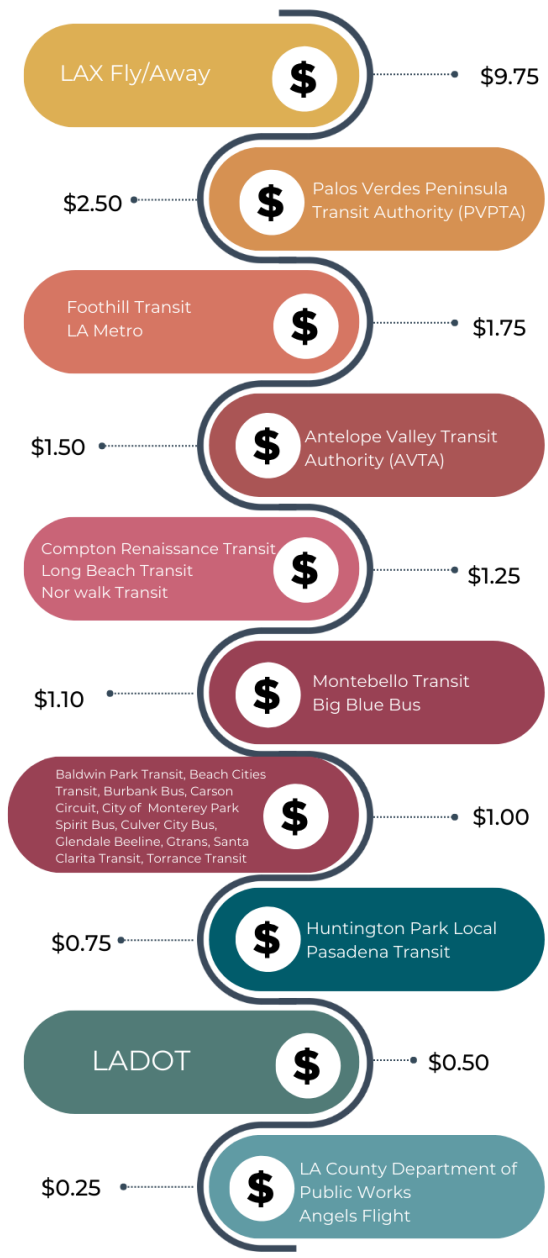 LAX Fly/Away
$
$9.75
$2.50
$
Palos Verdes Peninsula
Transit Authority (PVPTA)
Foothill Transit
LA Metro
$
$1.75
$1.50
$
Antelope Valley Transit
Authority (AVTA)
Compton Renaissance Transit
Long Beach Transit
Nor walk Transit
$
$1.25
$1.10
$
Montebello Transit
Big Blue Bus
Baldwin Park Transit, Beach Cities
Transit, Burbank Bus, Carson
Circuit, City of Monterey Park
Spirit Bus, Culver City Bus,
Glendale Beeline, Gtrans, Santa
Clarita Transit, Torrance Transit
$
$1.00
$0.75
$
Huntington Park Local
Pasadena Transit
LADOT
$
$0.50
$0.25
$
LA County Department of
Public Works
Angels Flight